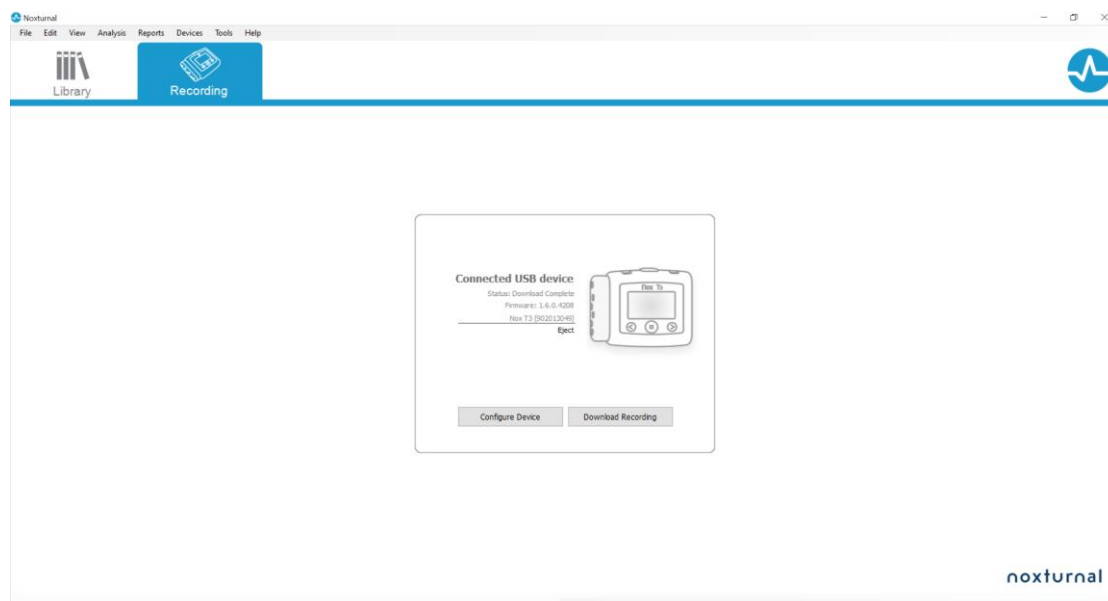 Noxturnal
File Edit View Analysis Reports Devices Tools Help
Library
Recording
Connected USB device
Status: Download Complete
Firmware: 1.6.0.4208
Nox T3 [902013049]
Eject
nox T3
Configure Device Download Recording
noxturnal